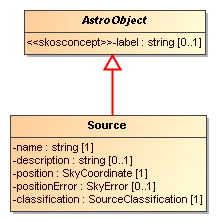 AstroObject
<<skosconcept>>-label : string [0..1]
Source
-name : string [1]
-description : string [0..1]
-position : SkyCoordinate [1]
-positionError : SkyError [0..1]
-classification : SourceClassification [1]